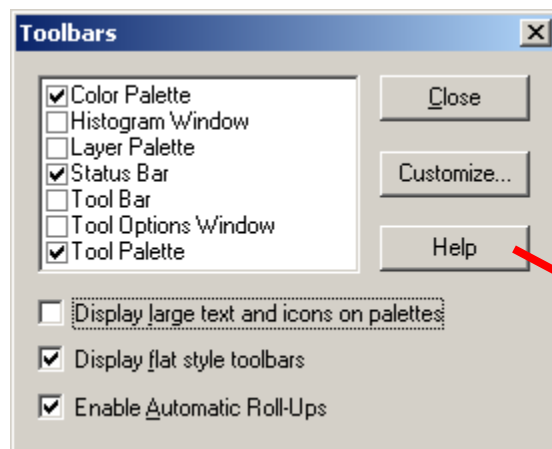 Toolbars
Color Palette
Histogram Window
Layer Palette
Status Bar
Tool Bar
Tool Options Window
Tool Palette
Close
Customize...
Help
Display large text and icons on palettes
Display flat style toolbars
Enable Automatic Roll-Ups